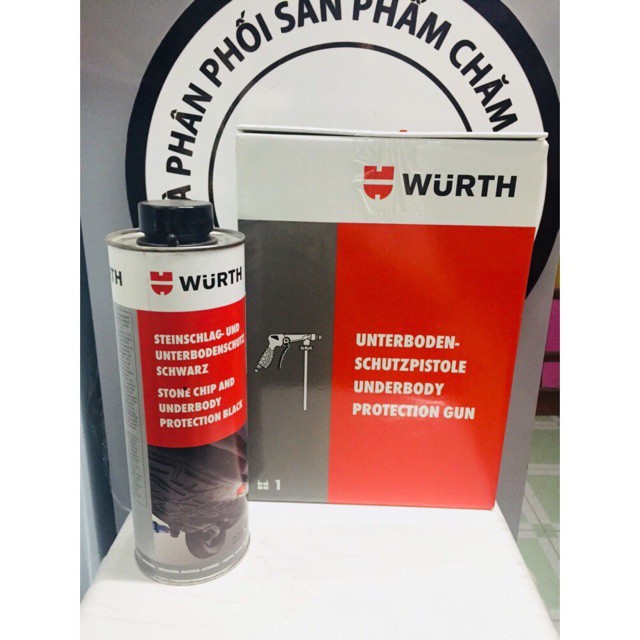 À PHÂN PHỐI SẢN PHẨM CHĂM
WÜRTH
UNTERBODEN-
SCHUTZPISTOLE
UNDERBODY
PROTECTION GUN
1
TH
WÜRTH
STEINSCHLAG- UND
UNTERBODENSCHUTZ
SCHWARZ
STONE CHIP AND
UNDERBODY
PROTECTION BLACK